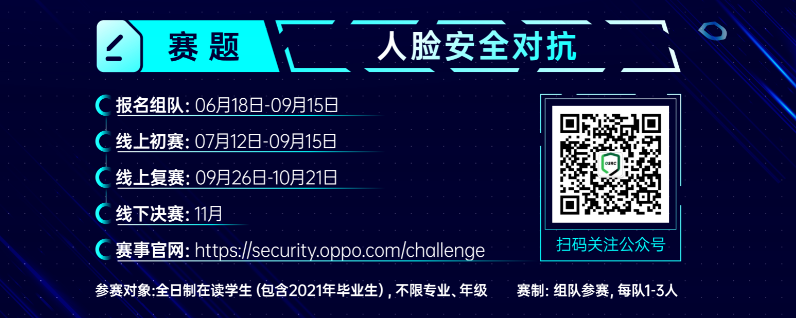 赛题
人脸安全对抗
报名组队: 06月18日-09月15日
线上初赛: 07月12日-09月15日
线上复赛: 09月26日-10月21日
线下决赛: 11月
赛事官网: https://security.oppo.com/challenge
OSRC
扫码关注公众号
参赛对象:全日制在读学生 (包含2021年毕业生) , 不限专业、年级
赛制: 组队参赛, 每队1-3人